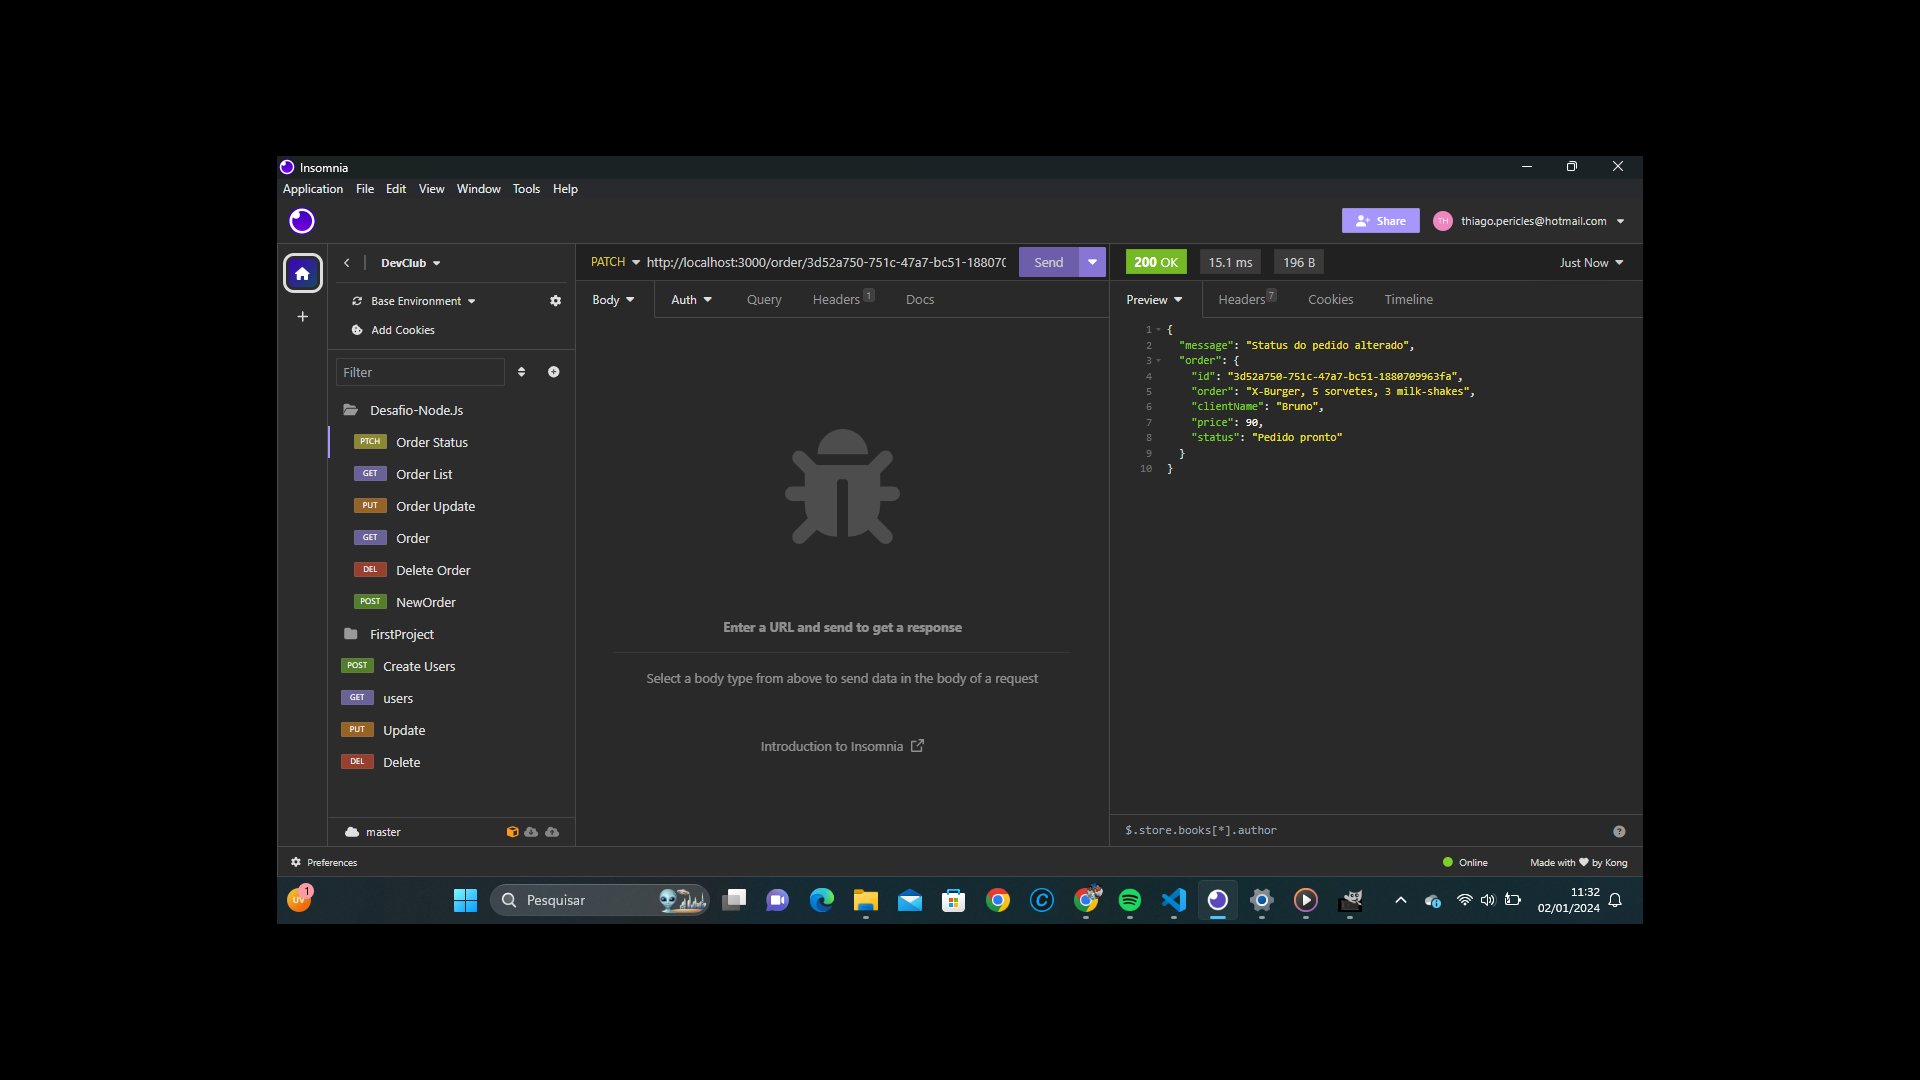 Insomnia
Application File Edit View Window Tools Help
Share TH thiago.pericles@hotmail.com
DevClub
PATCH http://localhost:3000/order/3d52a750-751c-47a7-bc51-18807 Send
200 OK 15.1 ms 196 B Just Now
Base Environment
Add Cookies
Body Auth Query Headers 1 Docs
Preview Headers 7 Cookies Timeline
Filter
Desafio-Node.Js
PTCH Order Status
GET Order List
PUT Order Update
GET Order
DEL Delete Order
POST NewOrder
FirstProject
POST Create Users
GET users
PUT Update
DEL Delete
master
Enter a URL and send to get a response
Select a body type from above to send data in the body of a request
Introduction to Insomnia
1 {
2 "message": "Status do pedido alterado",
3 "order": {
4 "id": "3d52a750-751c-47a7-bc51-1880709963fa",
5 "order": "X-Burger, 5 sorvetes, 3 milk-shakes",
6 "clientName": "Bruno",
7 "price": 90,
8 "status": "Pedido pronto"
9 }
10 }
$.store.books[*].author
Preferences
Online Made with ❤ by Kong
UV 1
Pesquisar
11:32
02/01/2024